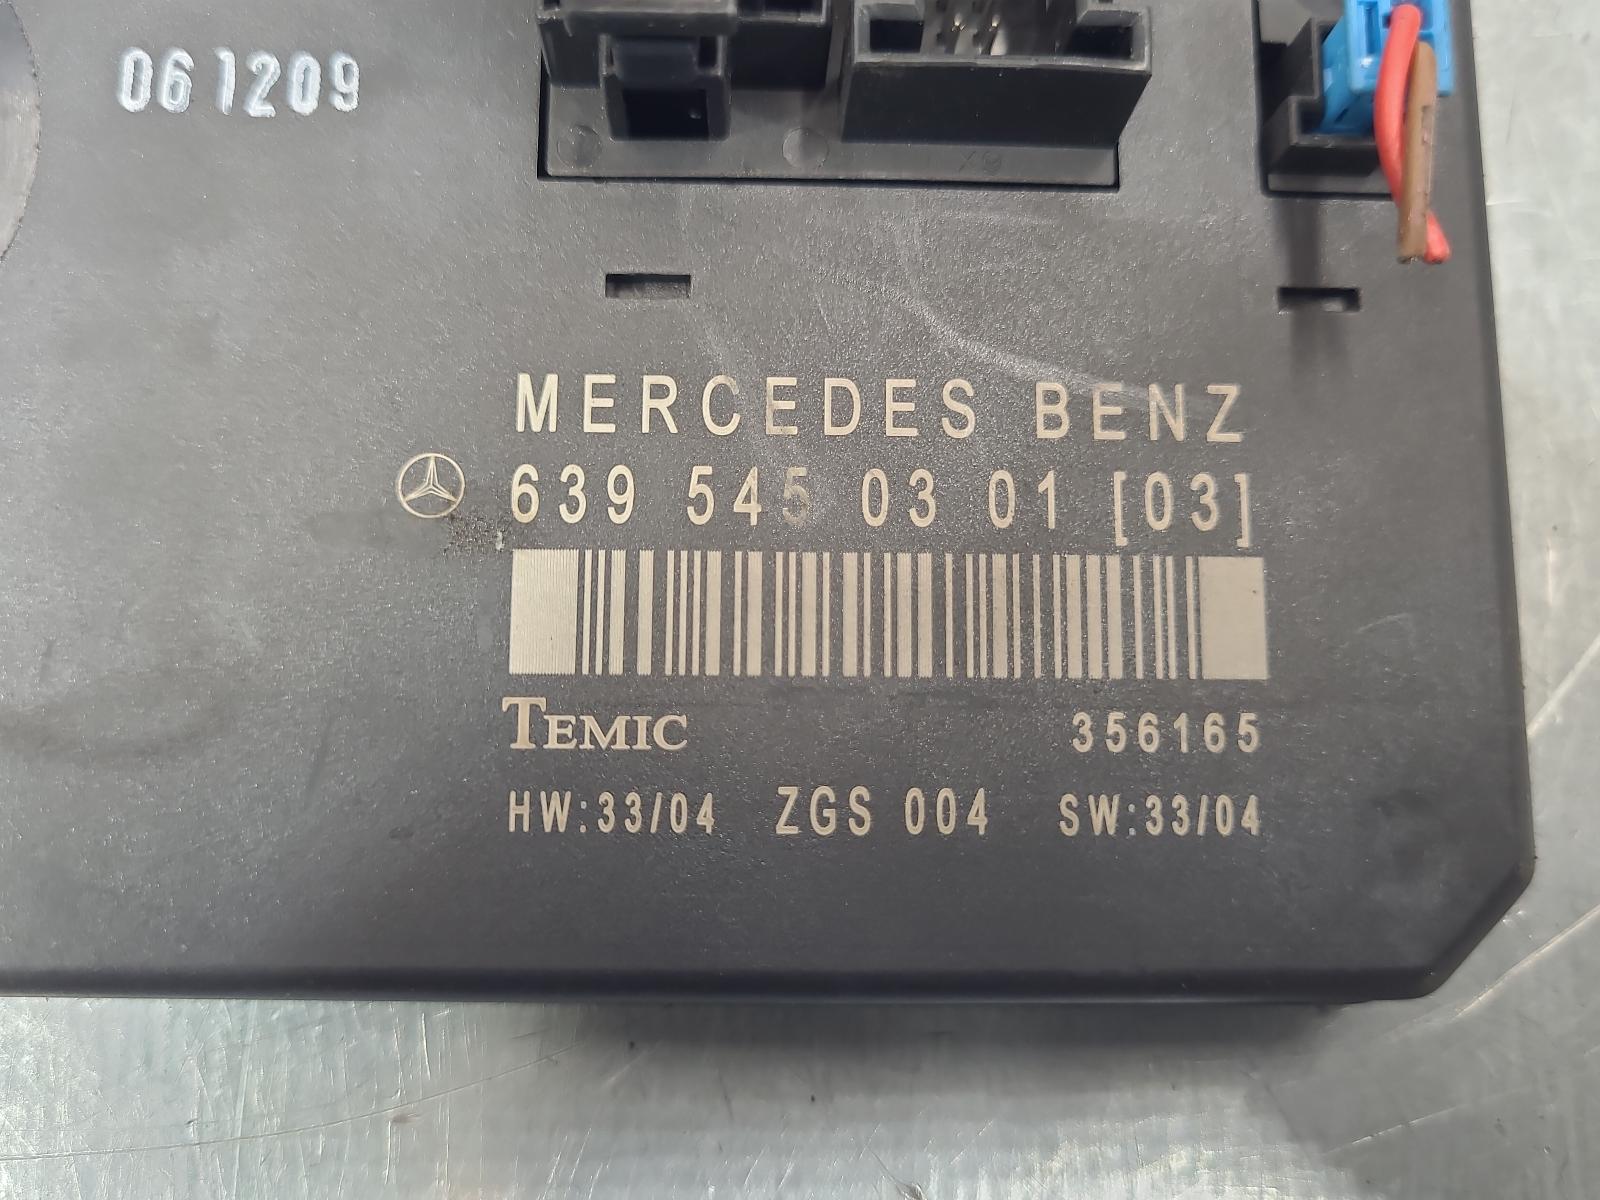 061209
MERCEDES BENZ
639 545 03 01 [03]
TEMIC 356165
HW:33/04 ZGS 004 SW:33/04